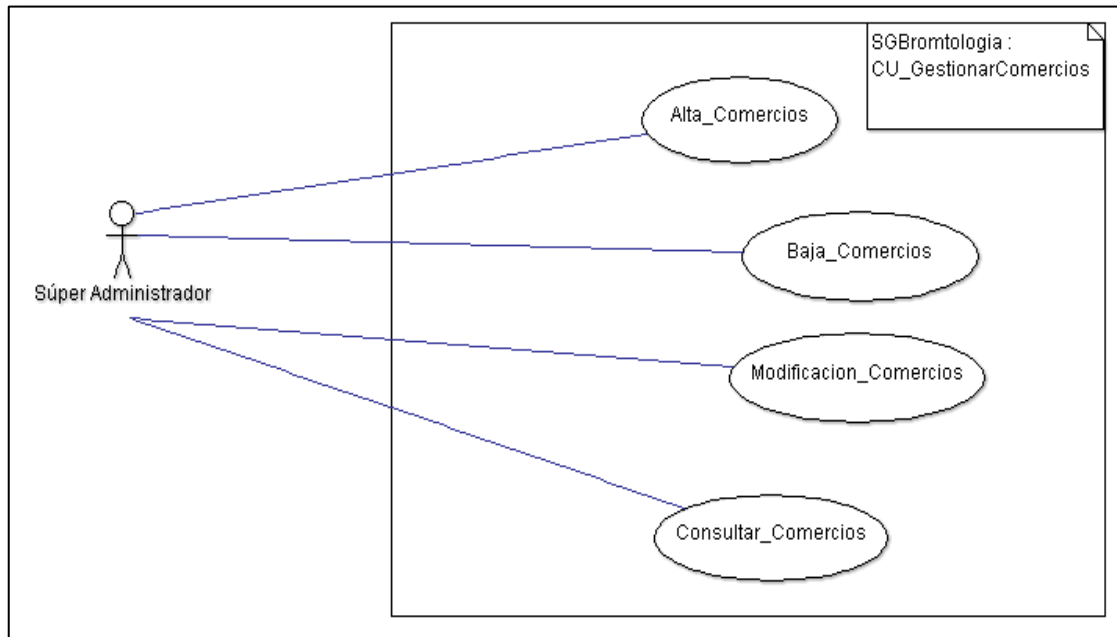 SGBromtologia :
CU_GestionarComercios
Alta_Comercios
Baja_Comercios
Súper Administrador
Modificacion_Comercios
Consultar_Comercios